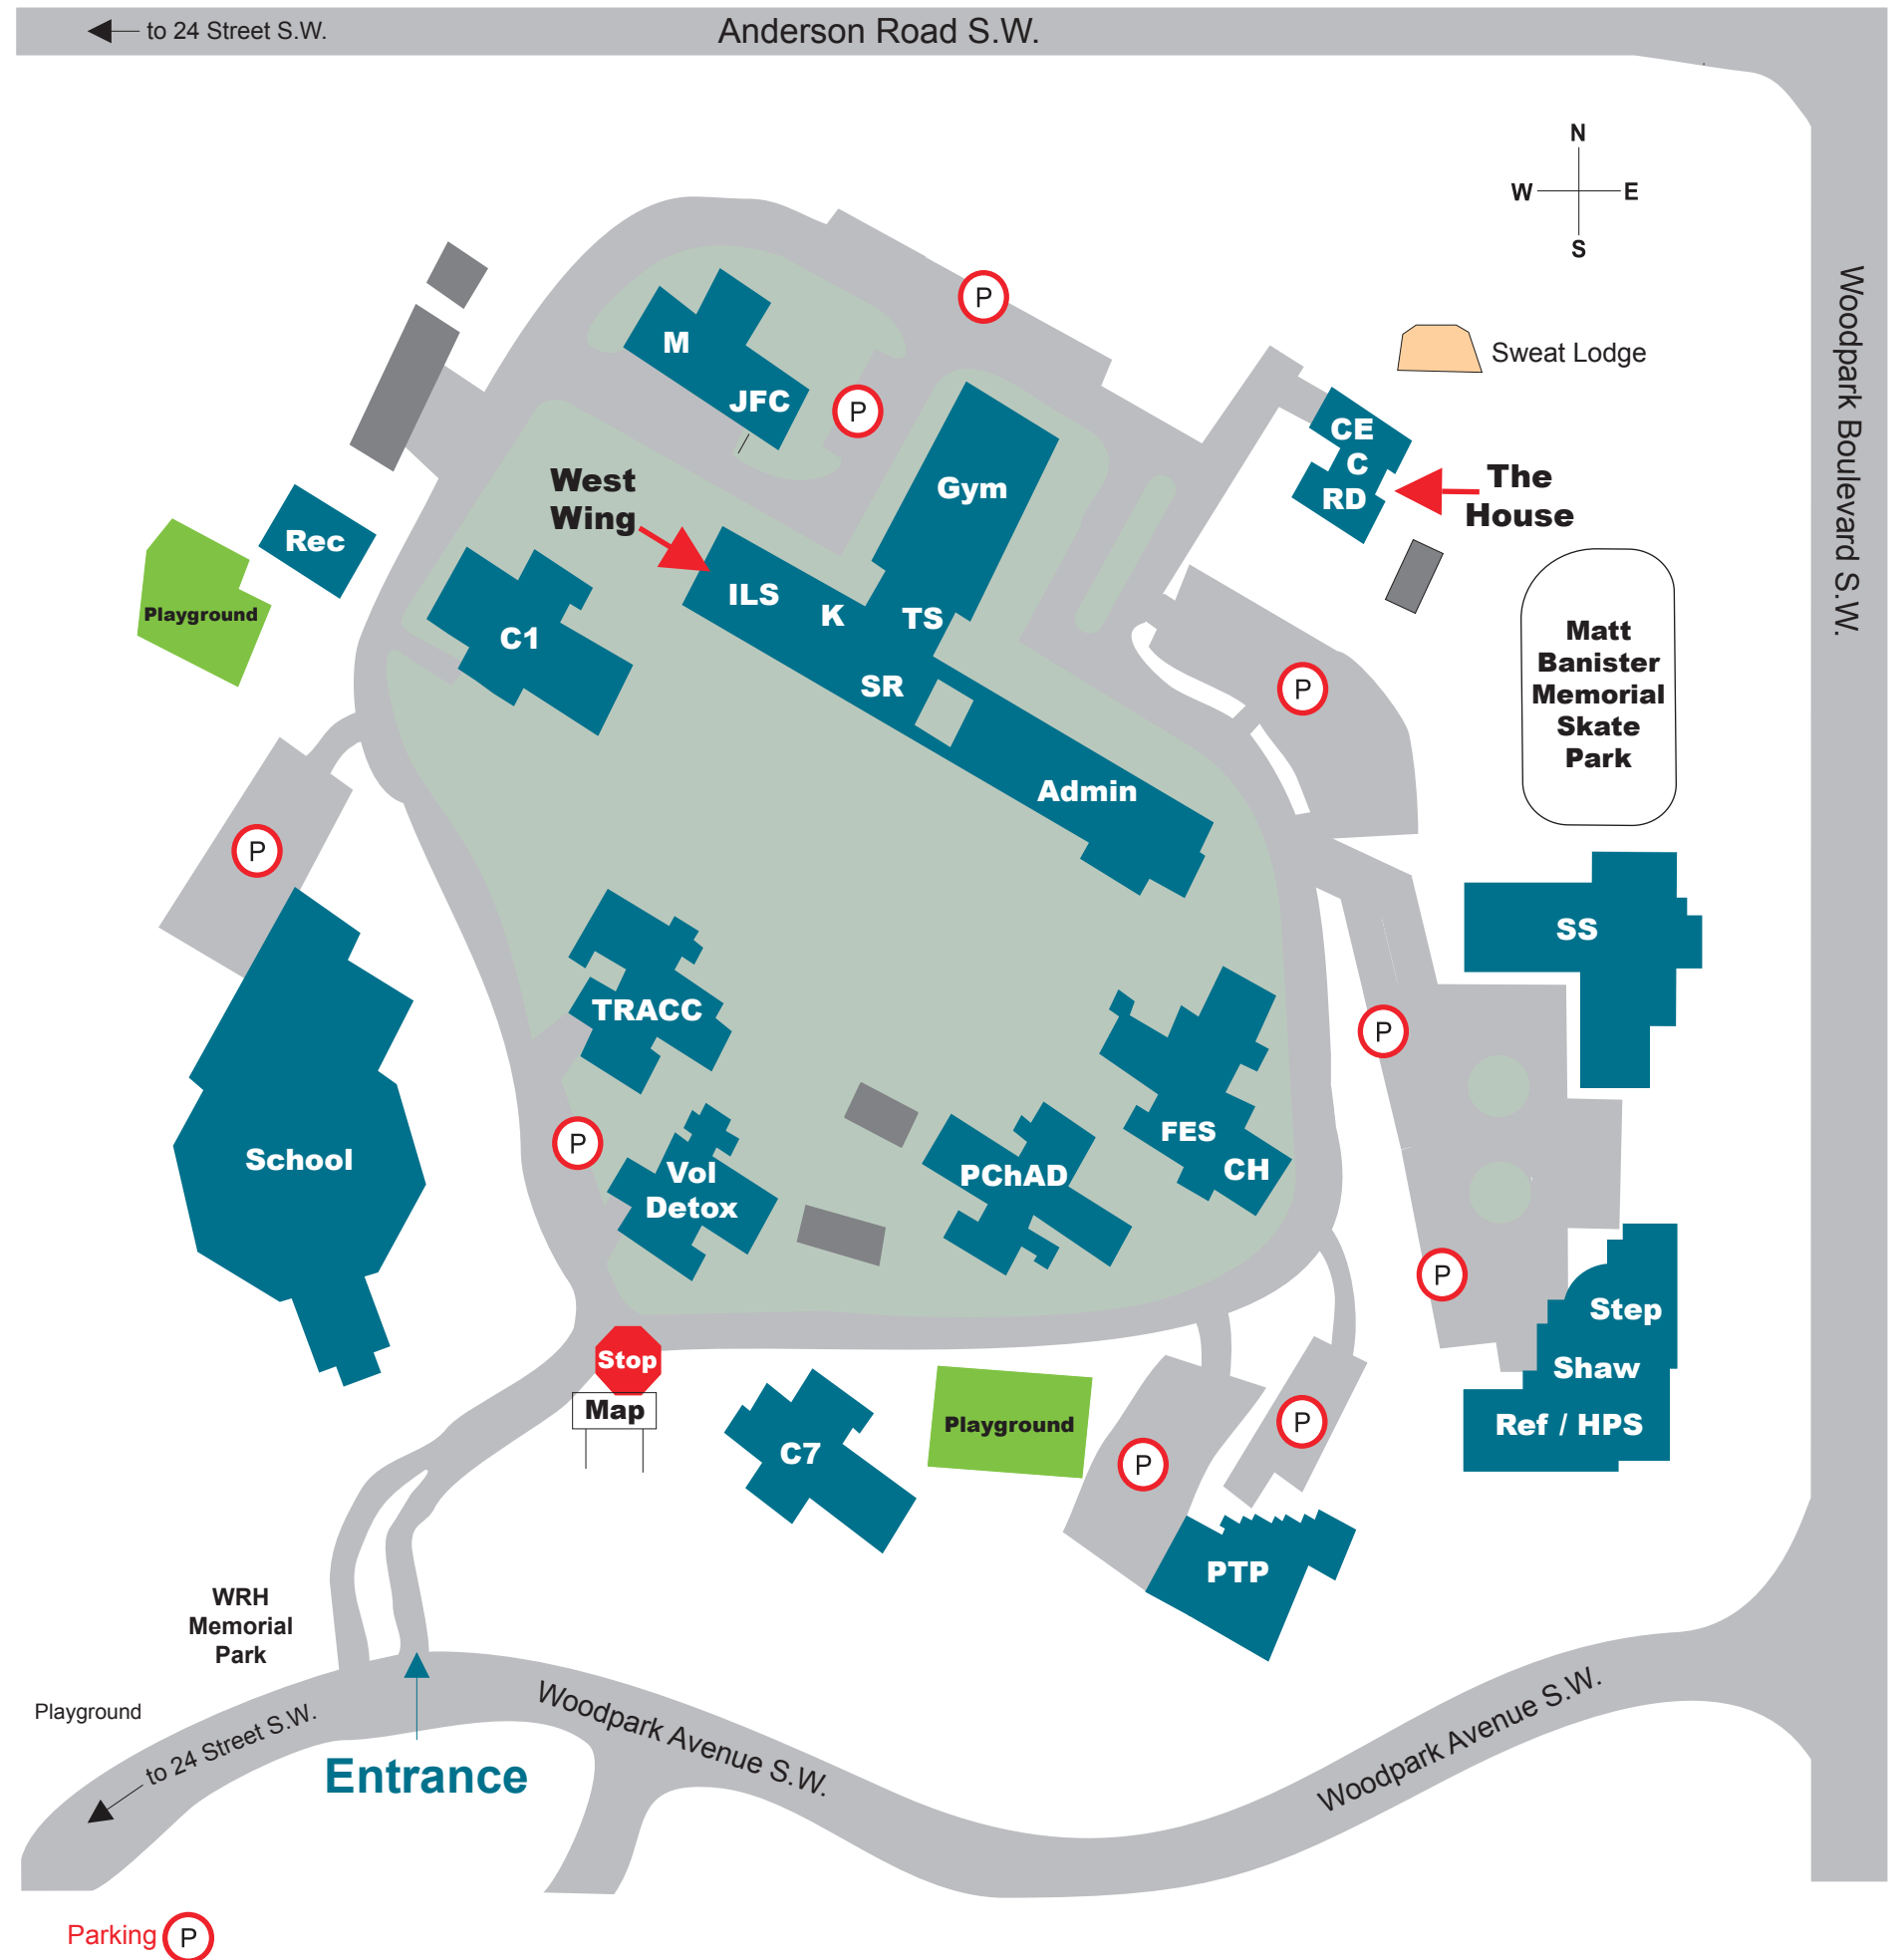 to 24 Street S.W.
Anderson Road S.W.
N
W E
S
Woodpark Boulevard S.W.
P
M
JFC
P
Sweat Lodge
CE
C
RD
The
House
West
Wing
Gym
Rec
Playground
ILS
K
TS
C1
SR
P
Matt
Banister
Memorial
Skate
Park
Admin
P
SS
TRACC
P
School
P
Vol
Detox
PChAD
FES
CH
P
Step
Shaw
Ref / HPS
Stop
Map
C7
Playground
P
P
PTP
WRH
Memorial
Park
Playground
to 24 Street S.W.
Entrance
Woodpark Avenue S.W.
Woodpark Avenue S.W.
Parking P